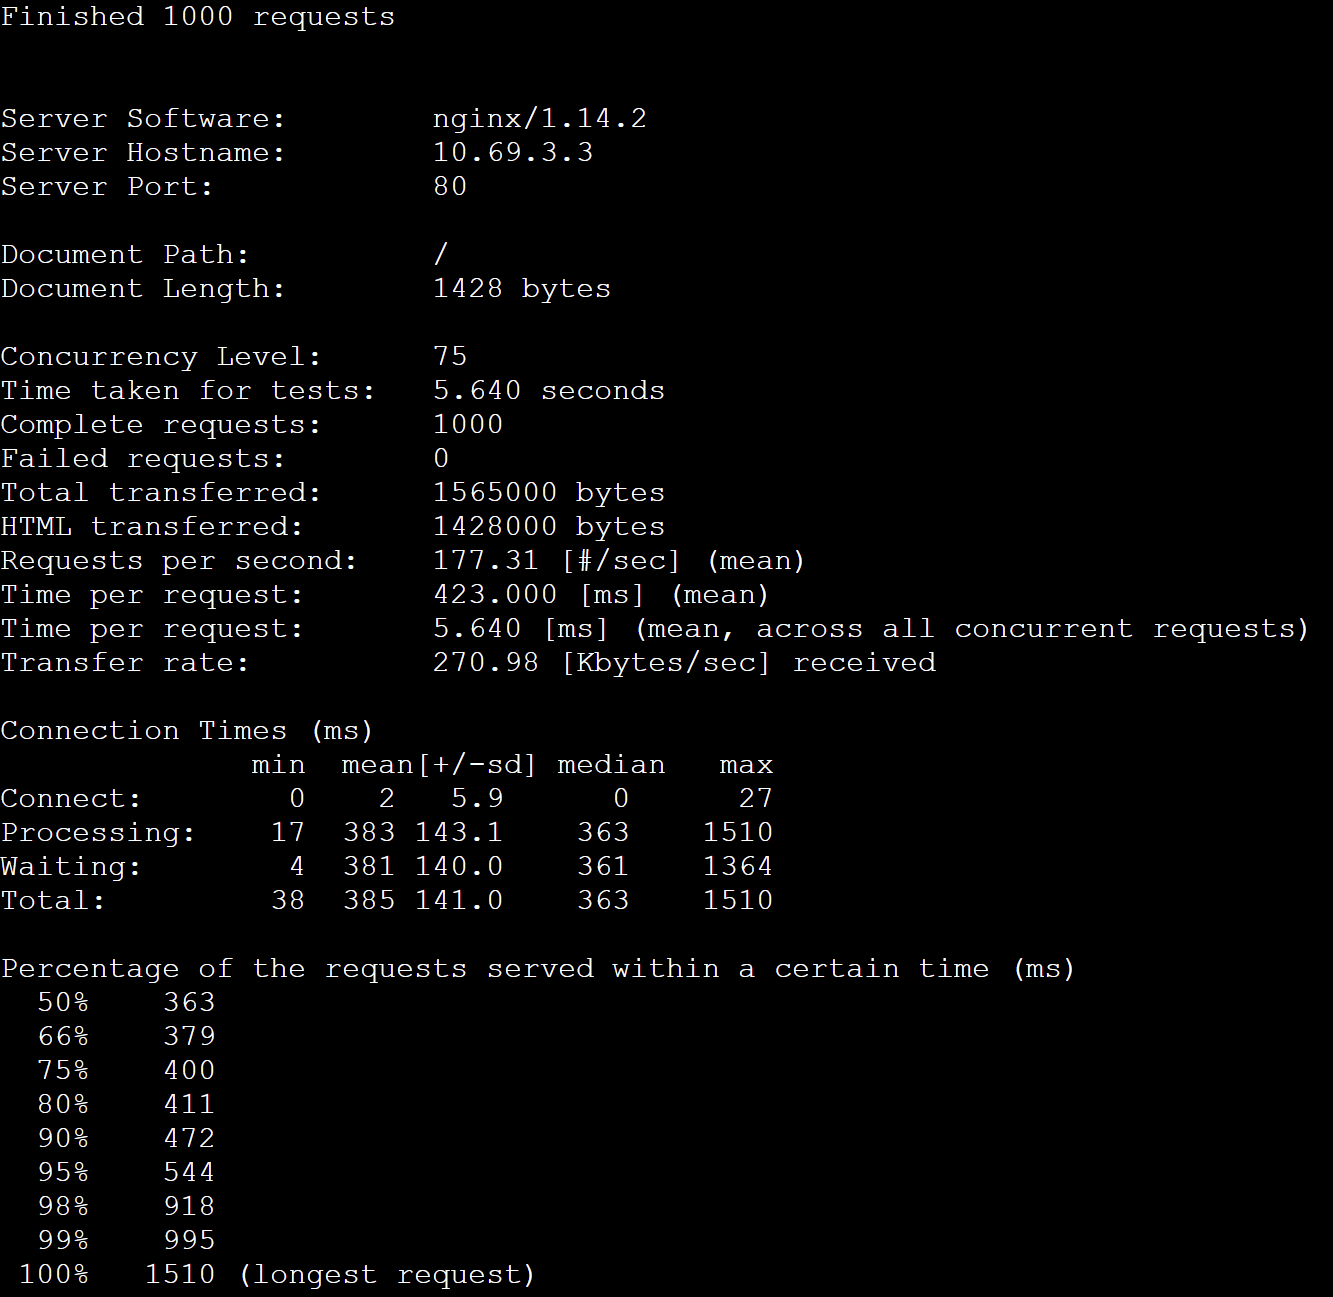 Finished 1000 requests
Server Software:        nginx/1.14.2
Server Hostname:        10.69.3.3
Server Port:            80
Document Path:          /
Document Length:        1428 bytes
Concurrency Level:      75
Time taken for tests:   5.640 seconds
Complete requests:      1000
Failed requests:        0
Total transferred:      1565000 bytes
HTML transferred:       1428000 bytes
Requests per second:    177.31 [#/sec] (mean)
Time per request:       423.000 [ms] (mean)
Time per request:       5.640 [ms] (mean, across all concurrent requests)
Transfer rate:          270.98 [Kbytes/sec] received
Connection Times (ms)
              min  mean[+/-sd] median   max
Connect:        0    2   5.9      0      27
Processing:    17  383 143.1    363    1510
Waiting:        4  381 140.0    361    1364
Total:         38  385 141.0    363    1510
Percentage of the requests served within a certain time (ms)
  50%    363
  66%    379
  75%    400
  80%    411
  90%    472
  95%    544
  98%    918
  99%    995
 100%   1510 (longest request)